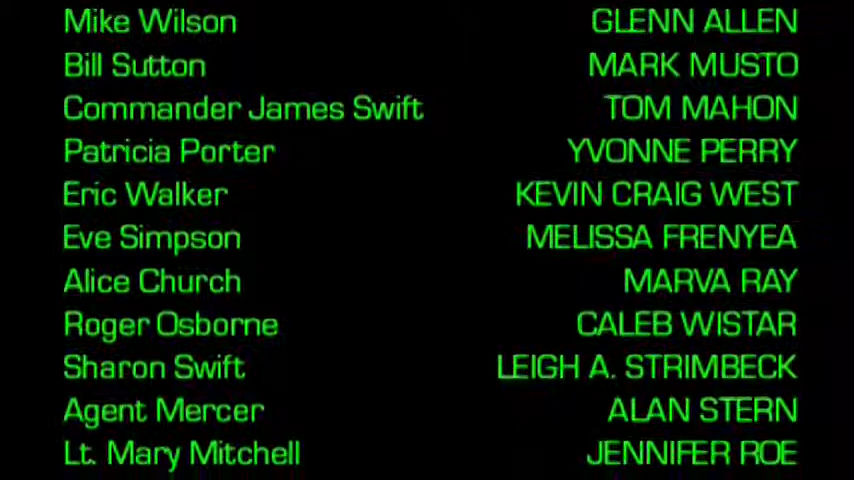 Mike Wilson GLENN ALLEN
Bill Sutton MARK MUSTO
Commander James Swift TOM MAHON
Patricia Porter YVONNE PERRY
Eric Walker KEVIN CRAIG WEST
Eve Simpson MELISSA FRENYEA
Alice Church MARVA RAY
Roger Osborne CALEB WISTAR
Sharon Swift LEIGH A. STRIMBECK
Agent Mercer ALAN STERN
Lt. Mary Mitchell JENNIFER ROE